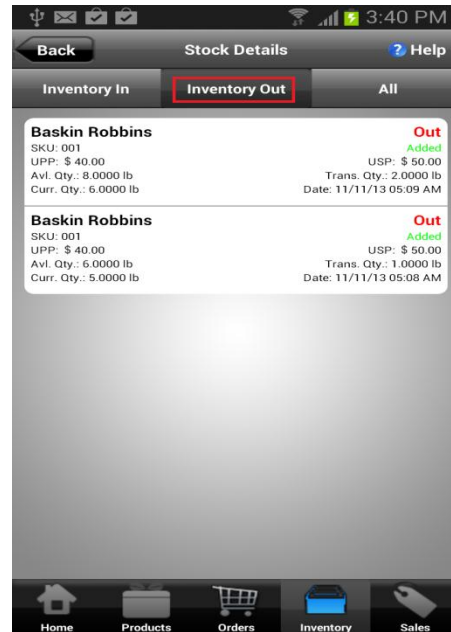 3:40 PM
Back Stock Details ? Help
Inventory In Inventory Out All
Baskin Robbins Out
SKU: 001 Added
UPP: $ 40.00 USP: $ 50.00
Avl. Qty.: 8.0000 lb Trans. Qty.: 2.0000 lb
Curr. Qty.: 6.0000 lb Date: 11/11/13 05:09 AM
Baskin Robbins Out
SKU: 001 Added
UPP: $ 40.00 USP: $ 50.00
Avl. Qty.: 6.0000 lb Trans. Qty.: 1.0000 lb
Curr. Qty.: 5.0000 lb Date: 11/11/13 05:08 AM
Home Products Orders Inventory Sales